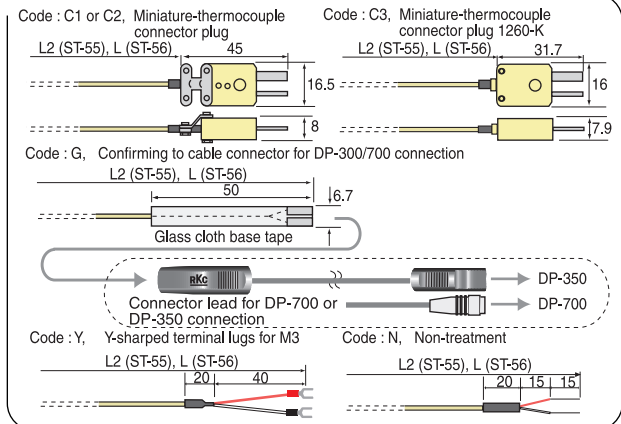 Code : C1 or C2, Miniature-thermocouple
connector plug
L2 (ST-55), L (ST-56)
45
16.5
8
Code : C3, Miniature-thermocouple
connector plug 1260-K
L2 (ST-55), L (ST-56)
31.7
16
7.9
Code : G, Confirming to cable connector for DP-300/700 connection
L2 (ST-55), L (ST-56)
50
6.7
Glass cloth base tape
RKC
DP-350
Connector lead for DP-700 or
DP-350 connection
DP-700
Code : Y, Y-sharped terminal lugs for M3
L2 (ST-55), L (ST-56)
20
40
Code : N, Non-treatment
L2 (ST-55), L (ST-56)
20
15
15